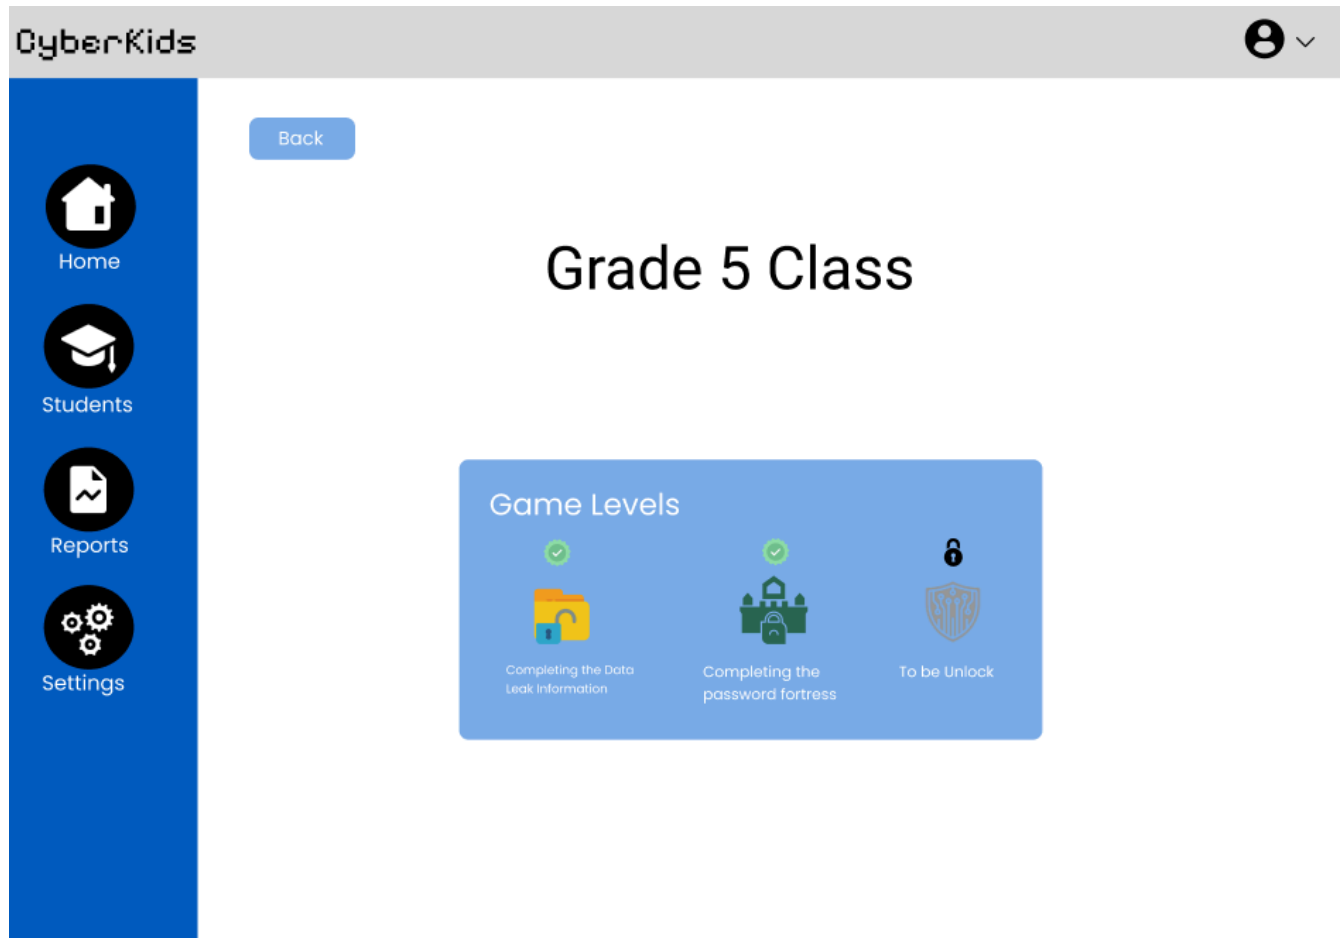 CyberKids
Back
Home
Students
Reports
Settings
Grade 5 Class
Game Levels
Completing the Data
Leak Information
Completing the
password fortress
To be Unlock